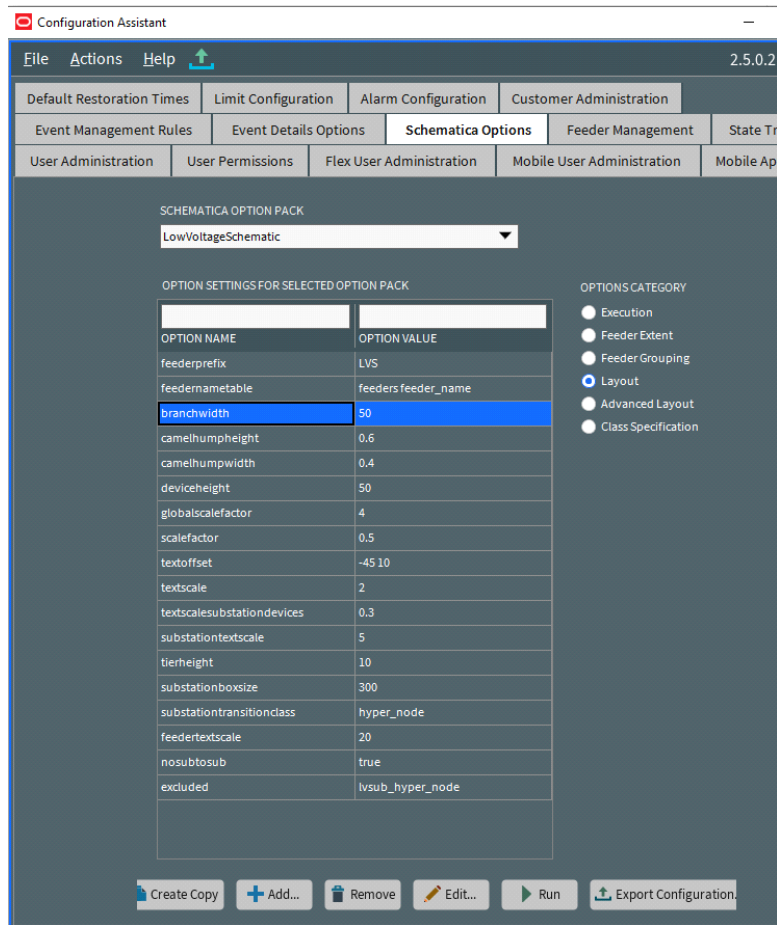 Configuration Assistant
File Actions Help 2.5.0.2
Default Restoration Times Limit Configuration Alarm Configuration Customer Administration
Event Management Rules Event Details Options Schematica Options Feeder Management State Tr
User Administration User Permissions Flex User Administration Mobile User Administration Mobile Ap
SCHEMATICA OPTION PACK
LowVoltageSchematic
OPTION SETTINGS FOR SELECTED OPTION PACK
OPTION NAME OPTION VALUE
feederprefix LVS
feedernametable feeders feeder_name
branchwidth 50
camelhumpheight 0.6
camelhumpwidth 0.4
deviceheight 50
globalscalefactor 4
scalefactor 0.5
textoffset -45 10
textscale 2
textscalesubstationdevices 0.3
substationtextscale 5
tierheight 10
substationboxsize 300
substationtransitionclass hyper_node
feedertextscale 20
nosubtosub true
excluded lvsub_hyper_node
OPTIONS CATEGORY
Execution
Feeder Extent
Feeder Grouping
Layout
Advanced Layout
Class Specification
Create Copy Add... Remove Edit... Run Export Configuration.